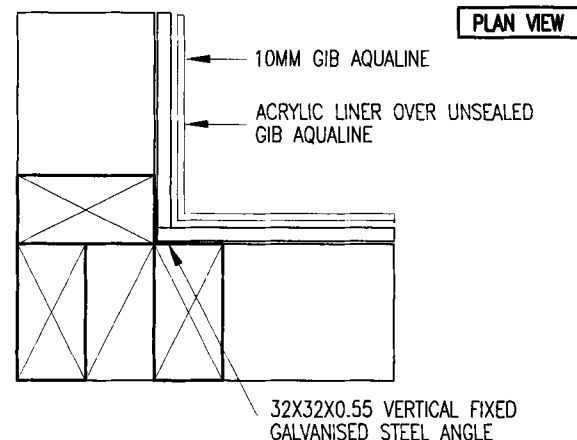 PLAN VIEW
10MM GIB AQUALINE
ACRYLIC LINER OVER UNSEALED
GIB AQUALINE
32X32X0.55 VERTICAL FIXED
GALVANISED STEEL ANGLE